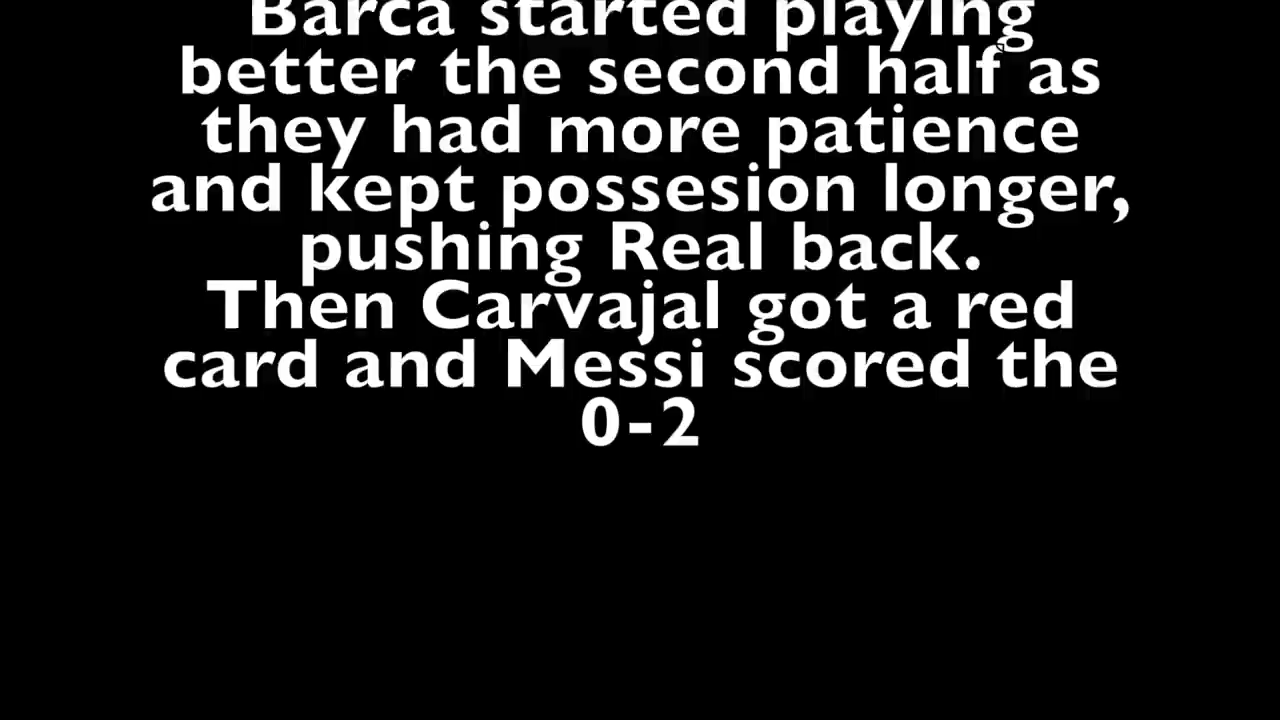 Barca started playing
better the second half as
they had more patience
and kept possesion longer,
pushing Real back.
Then Carvajal got a red
card and Messi scored the
0-2